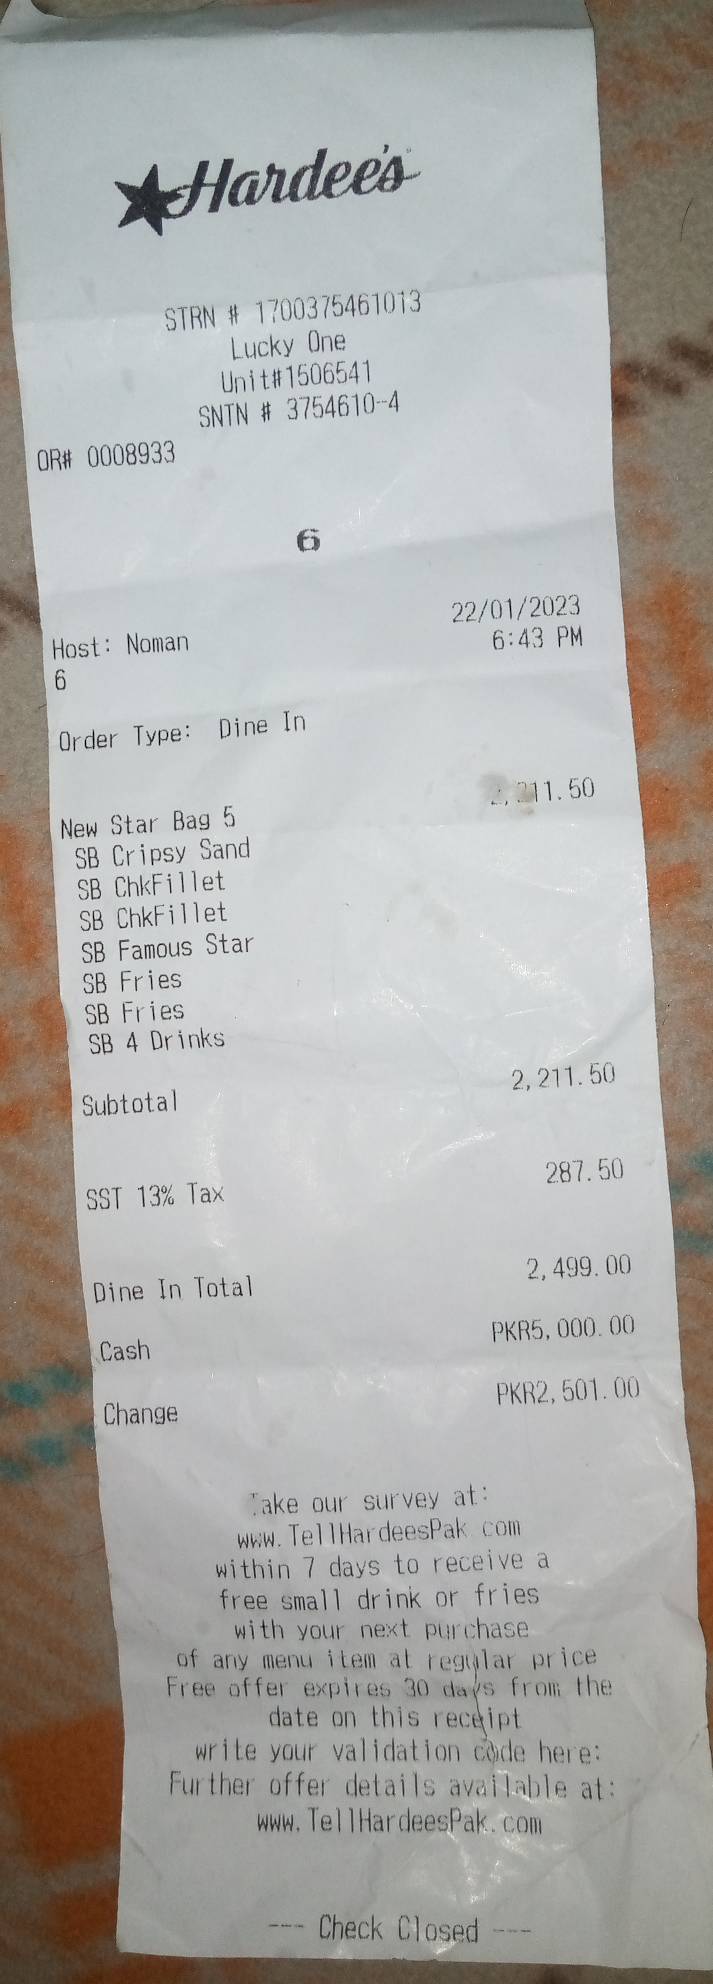 Hardee's
STRN # 1700375461013
Lucky One
Unit#1506541
SNTN # 3754610-4
OR# 0008933
6
22/01/2023
Host: Noman 6:43 PM
6
Order Type: Dine In
New Star Bag 5 2,211.50
SB Cripsy Sand
SB ChkFillet
SB ChkFillet
SB Famous Star
SB Fries
SB Fries
SB 4 Drinks
Subtotal 2,211.50
SST 13% Tax 287.50
Dine In Total 2,499.00
Cash PKR5,000.00
Change PKR2,501.00
Take our survey at:
www.TellHardeesPak.com
within 7 days to receive a
free small drink or fries
with your next purchase
of any menu item at regular price
Free offer expires 30 days from the
date on this receipt
write your validation code here:
Further offer details available at:
www.TellHardeesPak.com
--- Check Closed ---